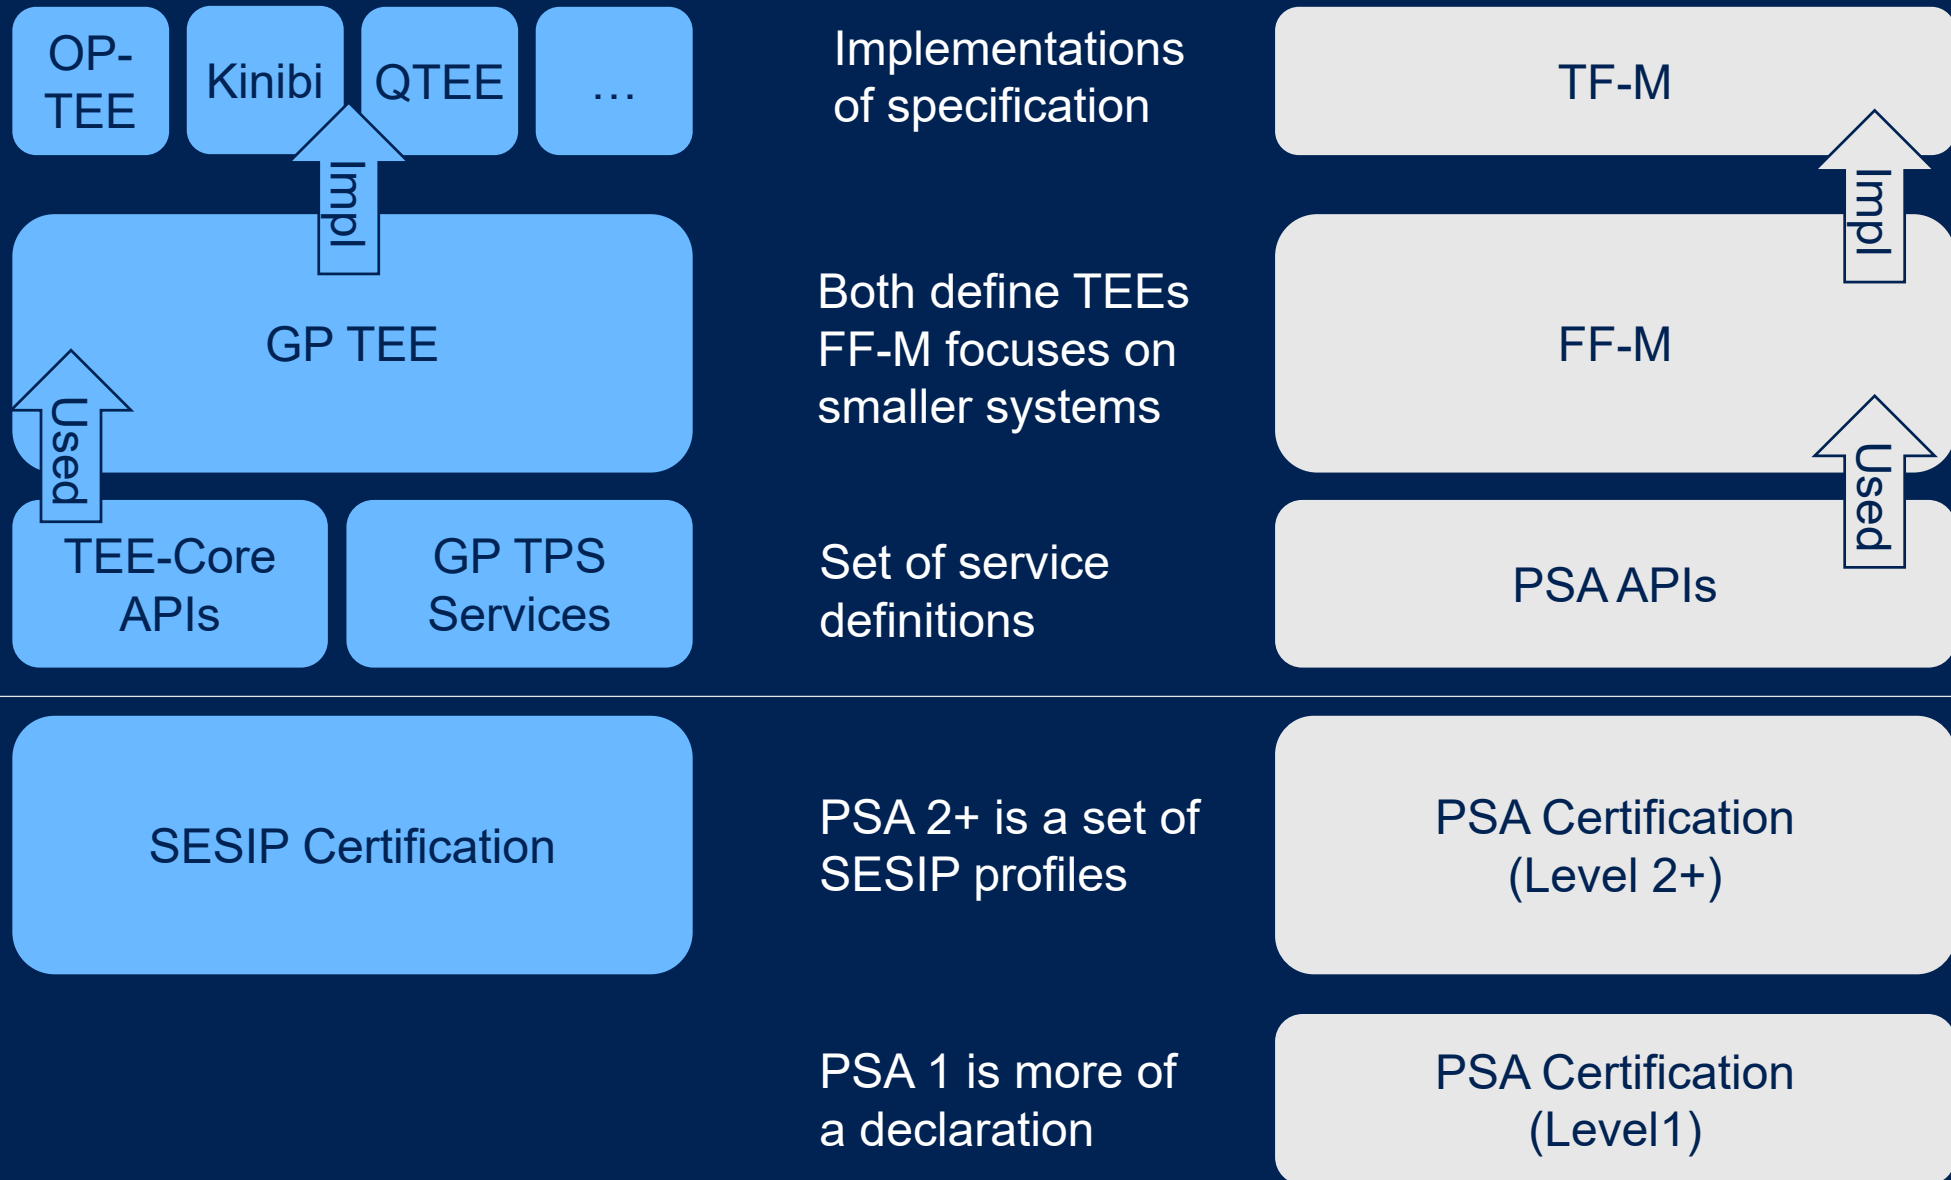 OP-
TEE
Kinibi
QTEE
…
Implementations
of specification
TF-M
Impl
Impl
GP TEE
Both define TEEs
FF-M focuses on
smaller systems
FF-M
Used
Used
TEE-Core
APIs
GP TPS
Services
Set of service
definitions
PSA APIs
SESIP Certification
PSA 2+ is a set of
SESIP profiles
PSA Certification
(Level 2+)
PSA 1 is more of
a declaration
PSA Certification
(Level1)